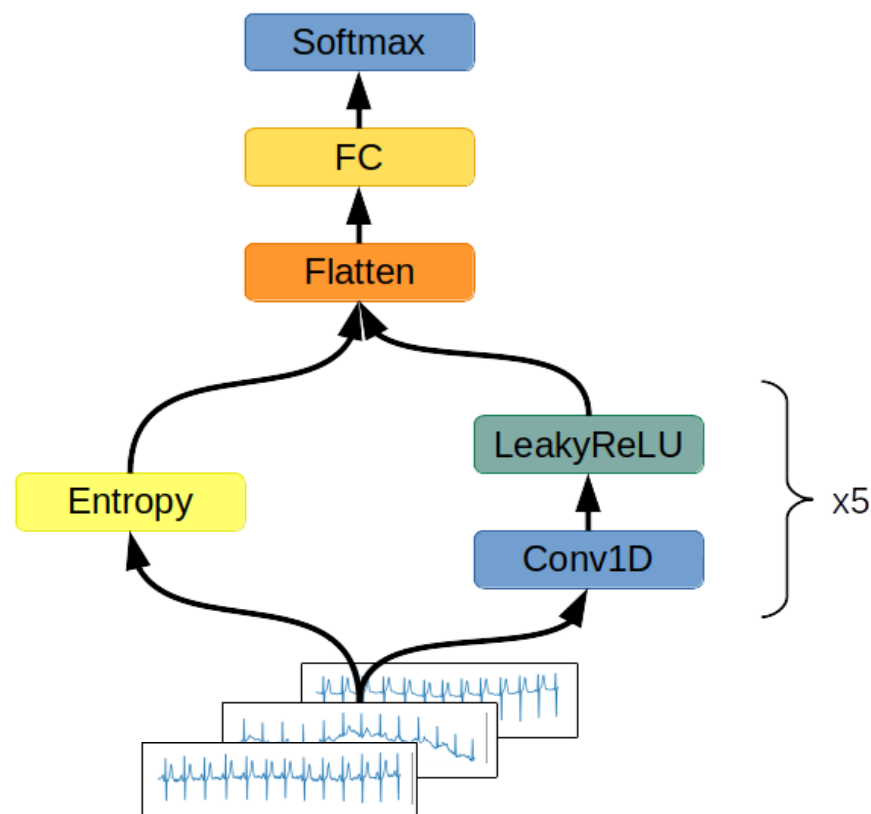 Softmax
FC
Flatten
LeakyReLU
Entropy
x5
Conv1D